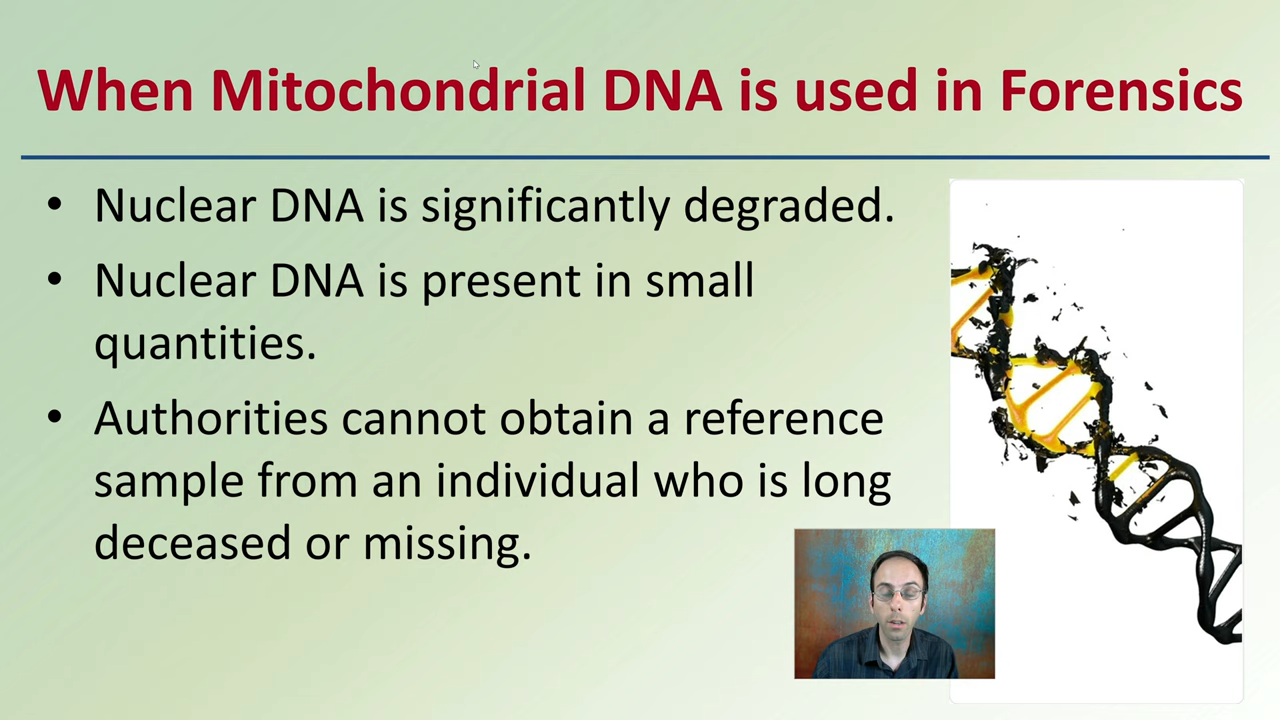 When Mitochondrial DNA is used in Forensics
• Nuclear DNA is significantly degraded.
• Nuclear DNA is present in small
quantities.
• Authorities cannot obtain a reference
sample from an individual who is long
deceased or missing.